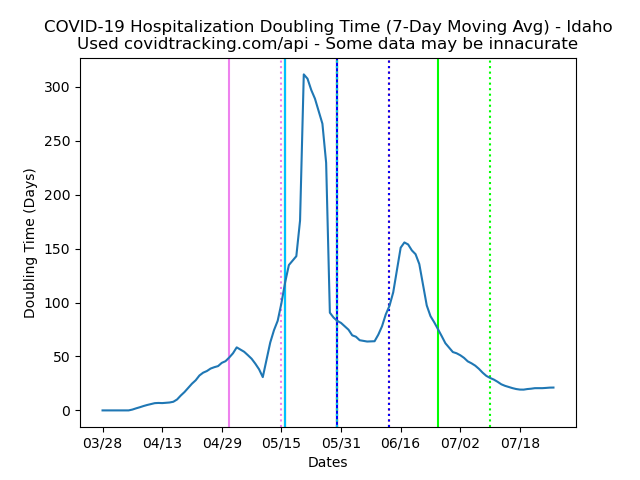 COVID-19 Hospitalization Doubling Time (7-Day Moving Avg) - Idaho
Used covidtracking.com/api - Some data may be innacurate
300
250
200
150
100
50
0
Doubling Time (Days)
03/28 04/13 04/29 05/15 05/31 06/16 07/02 07/18
Dates